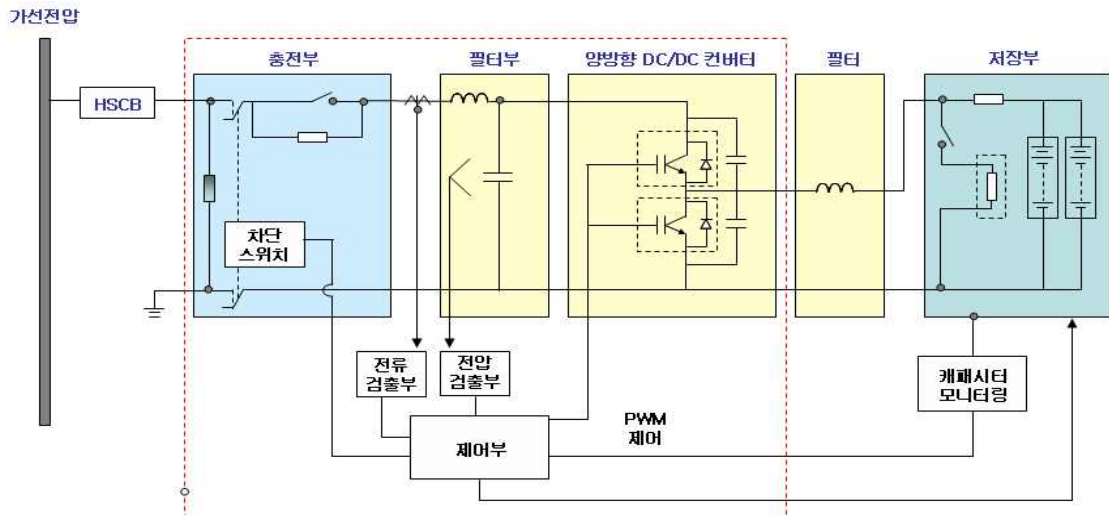 가선전압
충전부
필터부
양방향 DC/DC 컨버터
필터
저장부
HSCB
차단
스위치
전류
검출부
전압
검출부
캐패시터
모니터링
제어부
PWM
제어